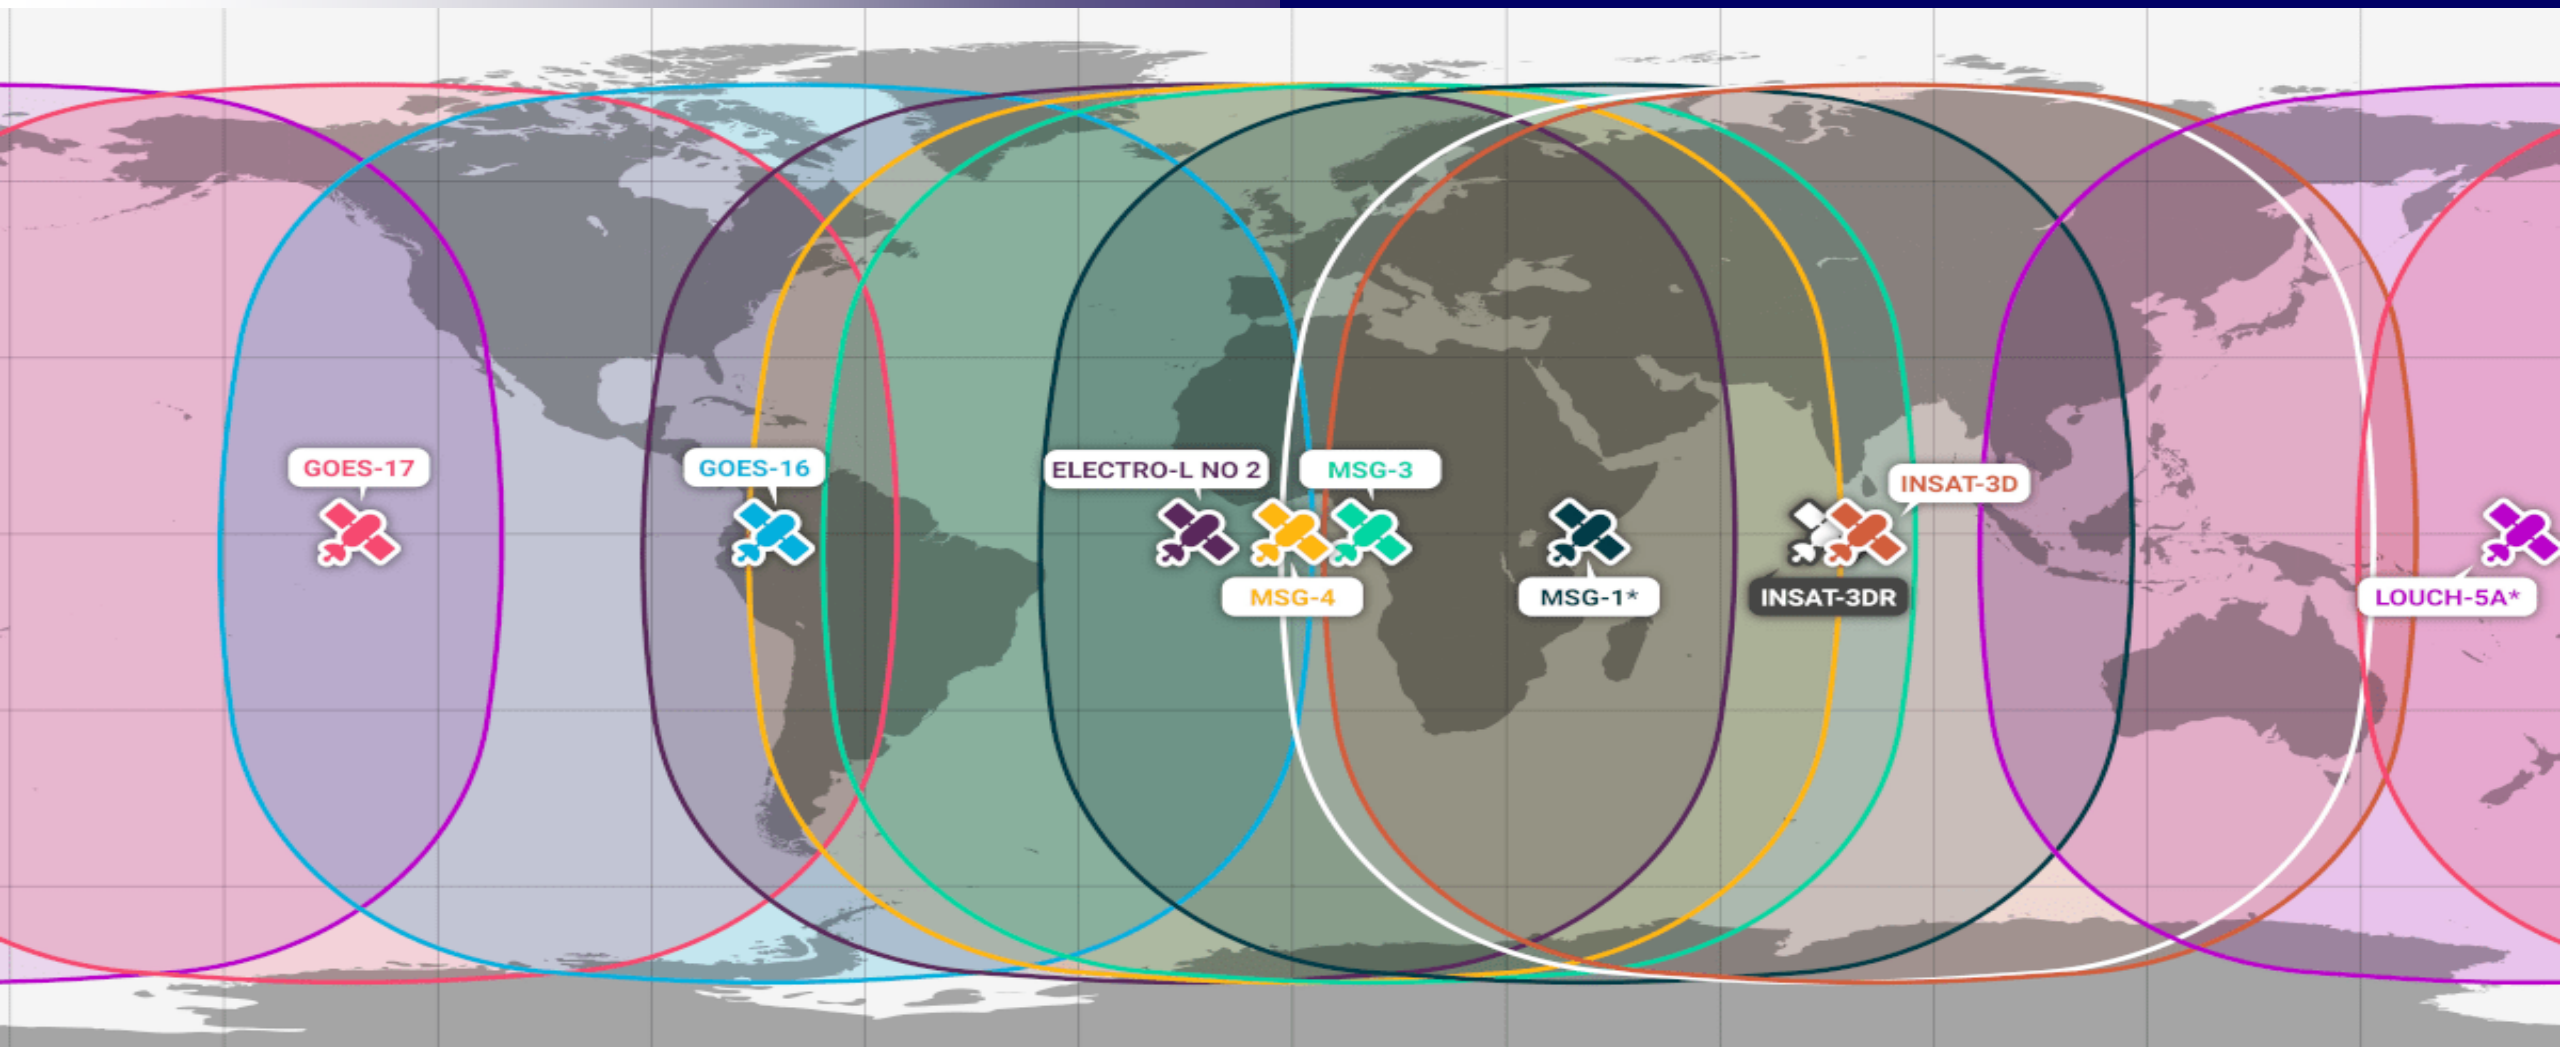 GOES-17
GOES-16
ELECTRO-L NO 2
MSG-3
INSAT-3D
MSG-4
MSG-1*
INSAT-3DR
LOUCH-5A*